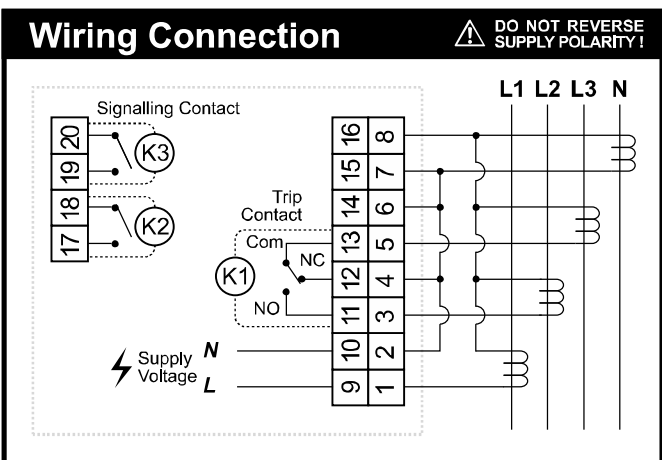 Wiring Connection
DO NOT REVERSE
SUPPLY POLARITY !
L1 L2 L3 N
Signalling Contact
20
19
K3
18
17
K2
Trip
Contact
Com
NC
K1
NO
16 8
15 7
14 6
13 5
12 4
11 3
10 2
9 1
Supply
Voltage
N
L